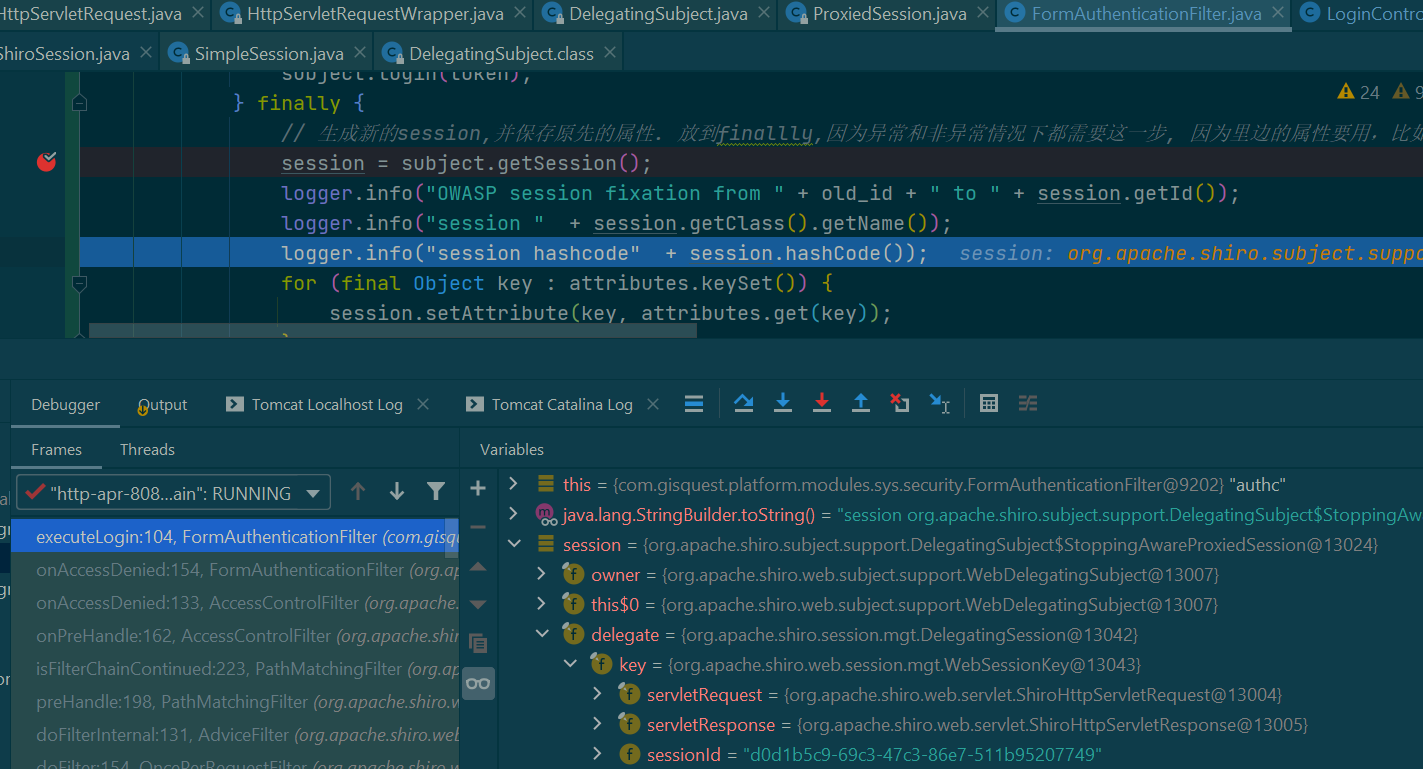 HttpServletRequest.java HttpServletRequestWrapper.java DelegatingSubject.java ProxiedSession.java FormAuthenticationFilter.java LoginContro
ShiroSession.java SimpleSession.java DelegatingSubject.class
subject.login(token);
} finally {
24 9
// 生成新的session,并保存原先的属性. 放到finallly,因为异常和非异常情况下都需要这一步, 因为里边的属性要用，比如
session = subject.getSession();
logger.info("OWASP session fixation from " + old_id + " to " + session.getId());
logger.info("session " + session.getClass().getName());
logger.info("session hashcode" + session.hashCode()); session: org.apache.shiro.subject.suppo
for (final Object key : attributes.keySet()) {
session.setAttribute(key, attributes.get(key));
Debugger Output Tomcat Localhost Log Tomcat Catalina Log
Frames Threads Variables
"http-apr-808...ain": RUNNING
executeLogin:104, FormAuthenticationFilter (com.gisq
onAccessDenied:154, FormAuthenticationFilter (org.ap
onAccessDenied:133, AccessControlFilter (org.apache.
onPreHandle:162, AccessControlFilter (org.apache.shir
isFilterChainContinued:223, PathMatchingFilter (org.ap
preHandle:198, PathMatchingFilter (org.apache.shiro.w
doFilterInternal:131, AdviceFilter (org.apache.shiro.web
doFilter:154, OncePerRequestFilter (org.apache.shiro.w
this = {com.gisquest.platform.modules.sys.security.FormAuthenticationFilter@9202} "authc"
java.lang.StringBuilder.toString() = "session org.apache.shiro.subject.support.DelegatingSubject$StoppingAw
session = {org.apache.shiro.subject.support.DelegatingSubject$StoppingAwareProxiedSession@13024}
owner = {org.apache.shiro.web.subject.support.WebDelegatingSubject@13007}
this$0 = {org.apache.shiro.web.subject.support.WebDelegatingSubject@13007}
delegate = {org.apache.shiro.session.mgt.DelegatingSession@13042}
key = {org.apache.shiro.web.session.mgt.WebSessionKey@13043}
servletRequest = {org.apache.shiro.web.servlet.ShiroHttpServletRequest@13004}
servletResponse = {org.apache.shiro.web.servlet.ShiroHttpServletResponse@13005}
sessionId = "d0d1b5c9-69c3-47c3-86e7-511b95207749"